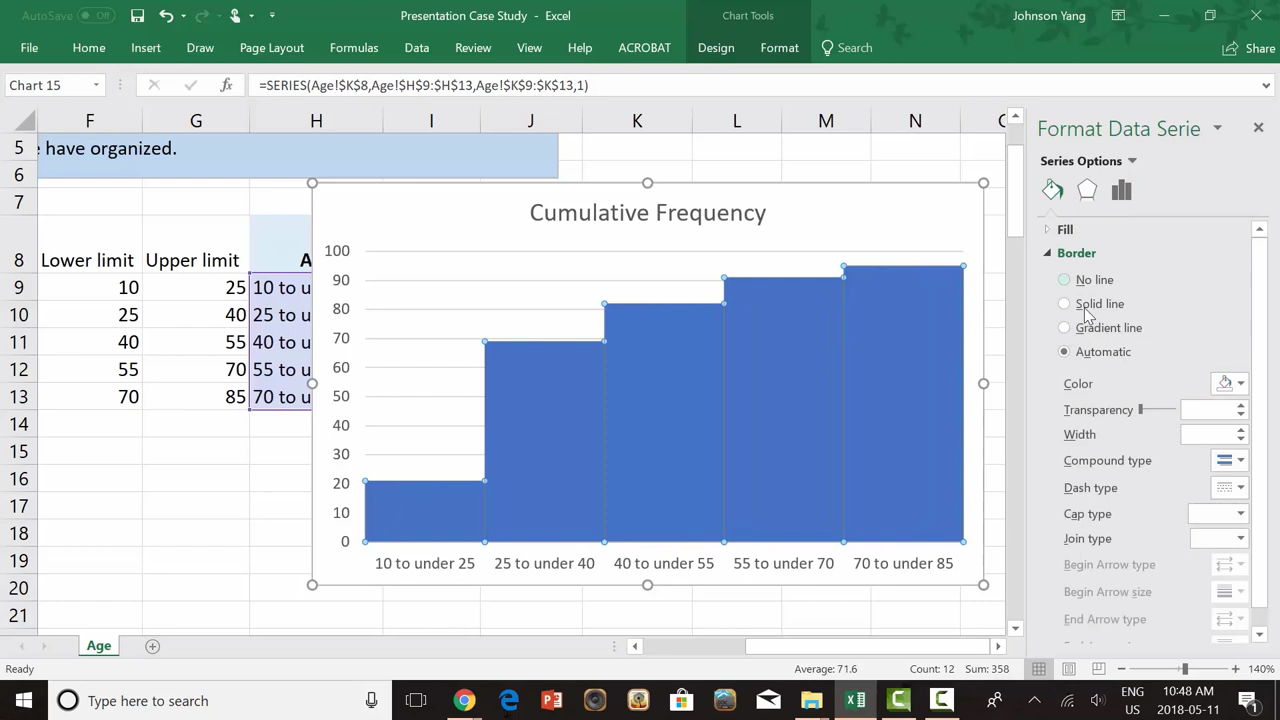 AutoSave Off
Presentation Case Study - Excel
Chart Tools
Johnson Yang
File Home Insert Draw Page Layout Formulas Data Review View Help ACROBAT Design Format Search Share
Chart 15 fx =SERIES(Age!$K$8,Age!$H$9:$H$13,Age!$K$9:$K$13,1)
F G H I J K L M N
5 have organized.
6
7
8 Lower limit Upper limit
9 10 25 10 to u
10 25 40 25 to u
11 40 55 40 to u
12 55 70 55 to u
13 70 85 70 to u
14
15
16
17
18
19
20
21
Cumulative Frequency
100
90
80
70
60
50
40
30
20
10
0
10 to under 25 25 to under 40 40 to under 55 55 to under 70 70 to under 85
Format Data Serie
Series Options
Fill
Border
No line
Solid line
Gradient line
Automatic
Color
Transparency
Width
Compound type
Dash type
Cap type
Join type
Begin Arrow type
Begin Arrow size
End Arrow type
Age
Ready Average: 71.6 Count: 12 Sum: 358 140%
Type here to search
ENG
US
10:48 AM
2018-05-11
1